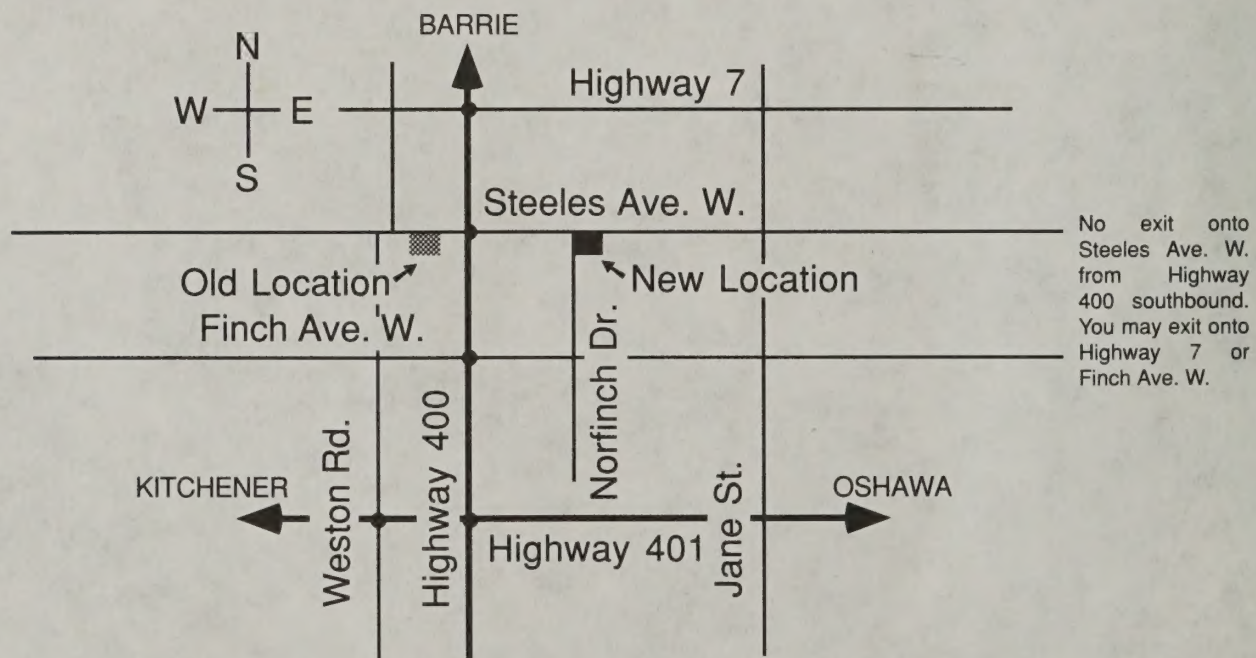 BARRIE
N
Highway 7
W E
S
Steeles Ave. W.
No exit onto
Steeles Ave. W.
from Highway
400 southbound.
You may exit onto
Highway 7 or
Finch Ave. W.
Old Location
New Location
Finch Ave. W.
Norfinch Dr.
Highway 400
Weston Rd.
Jane St.
KITCHENER
OSHAWA
Highway 401